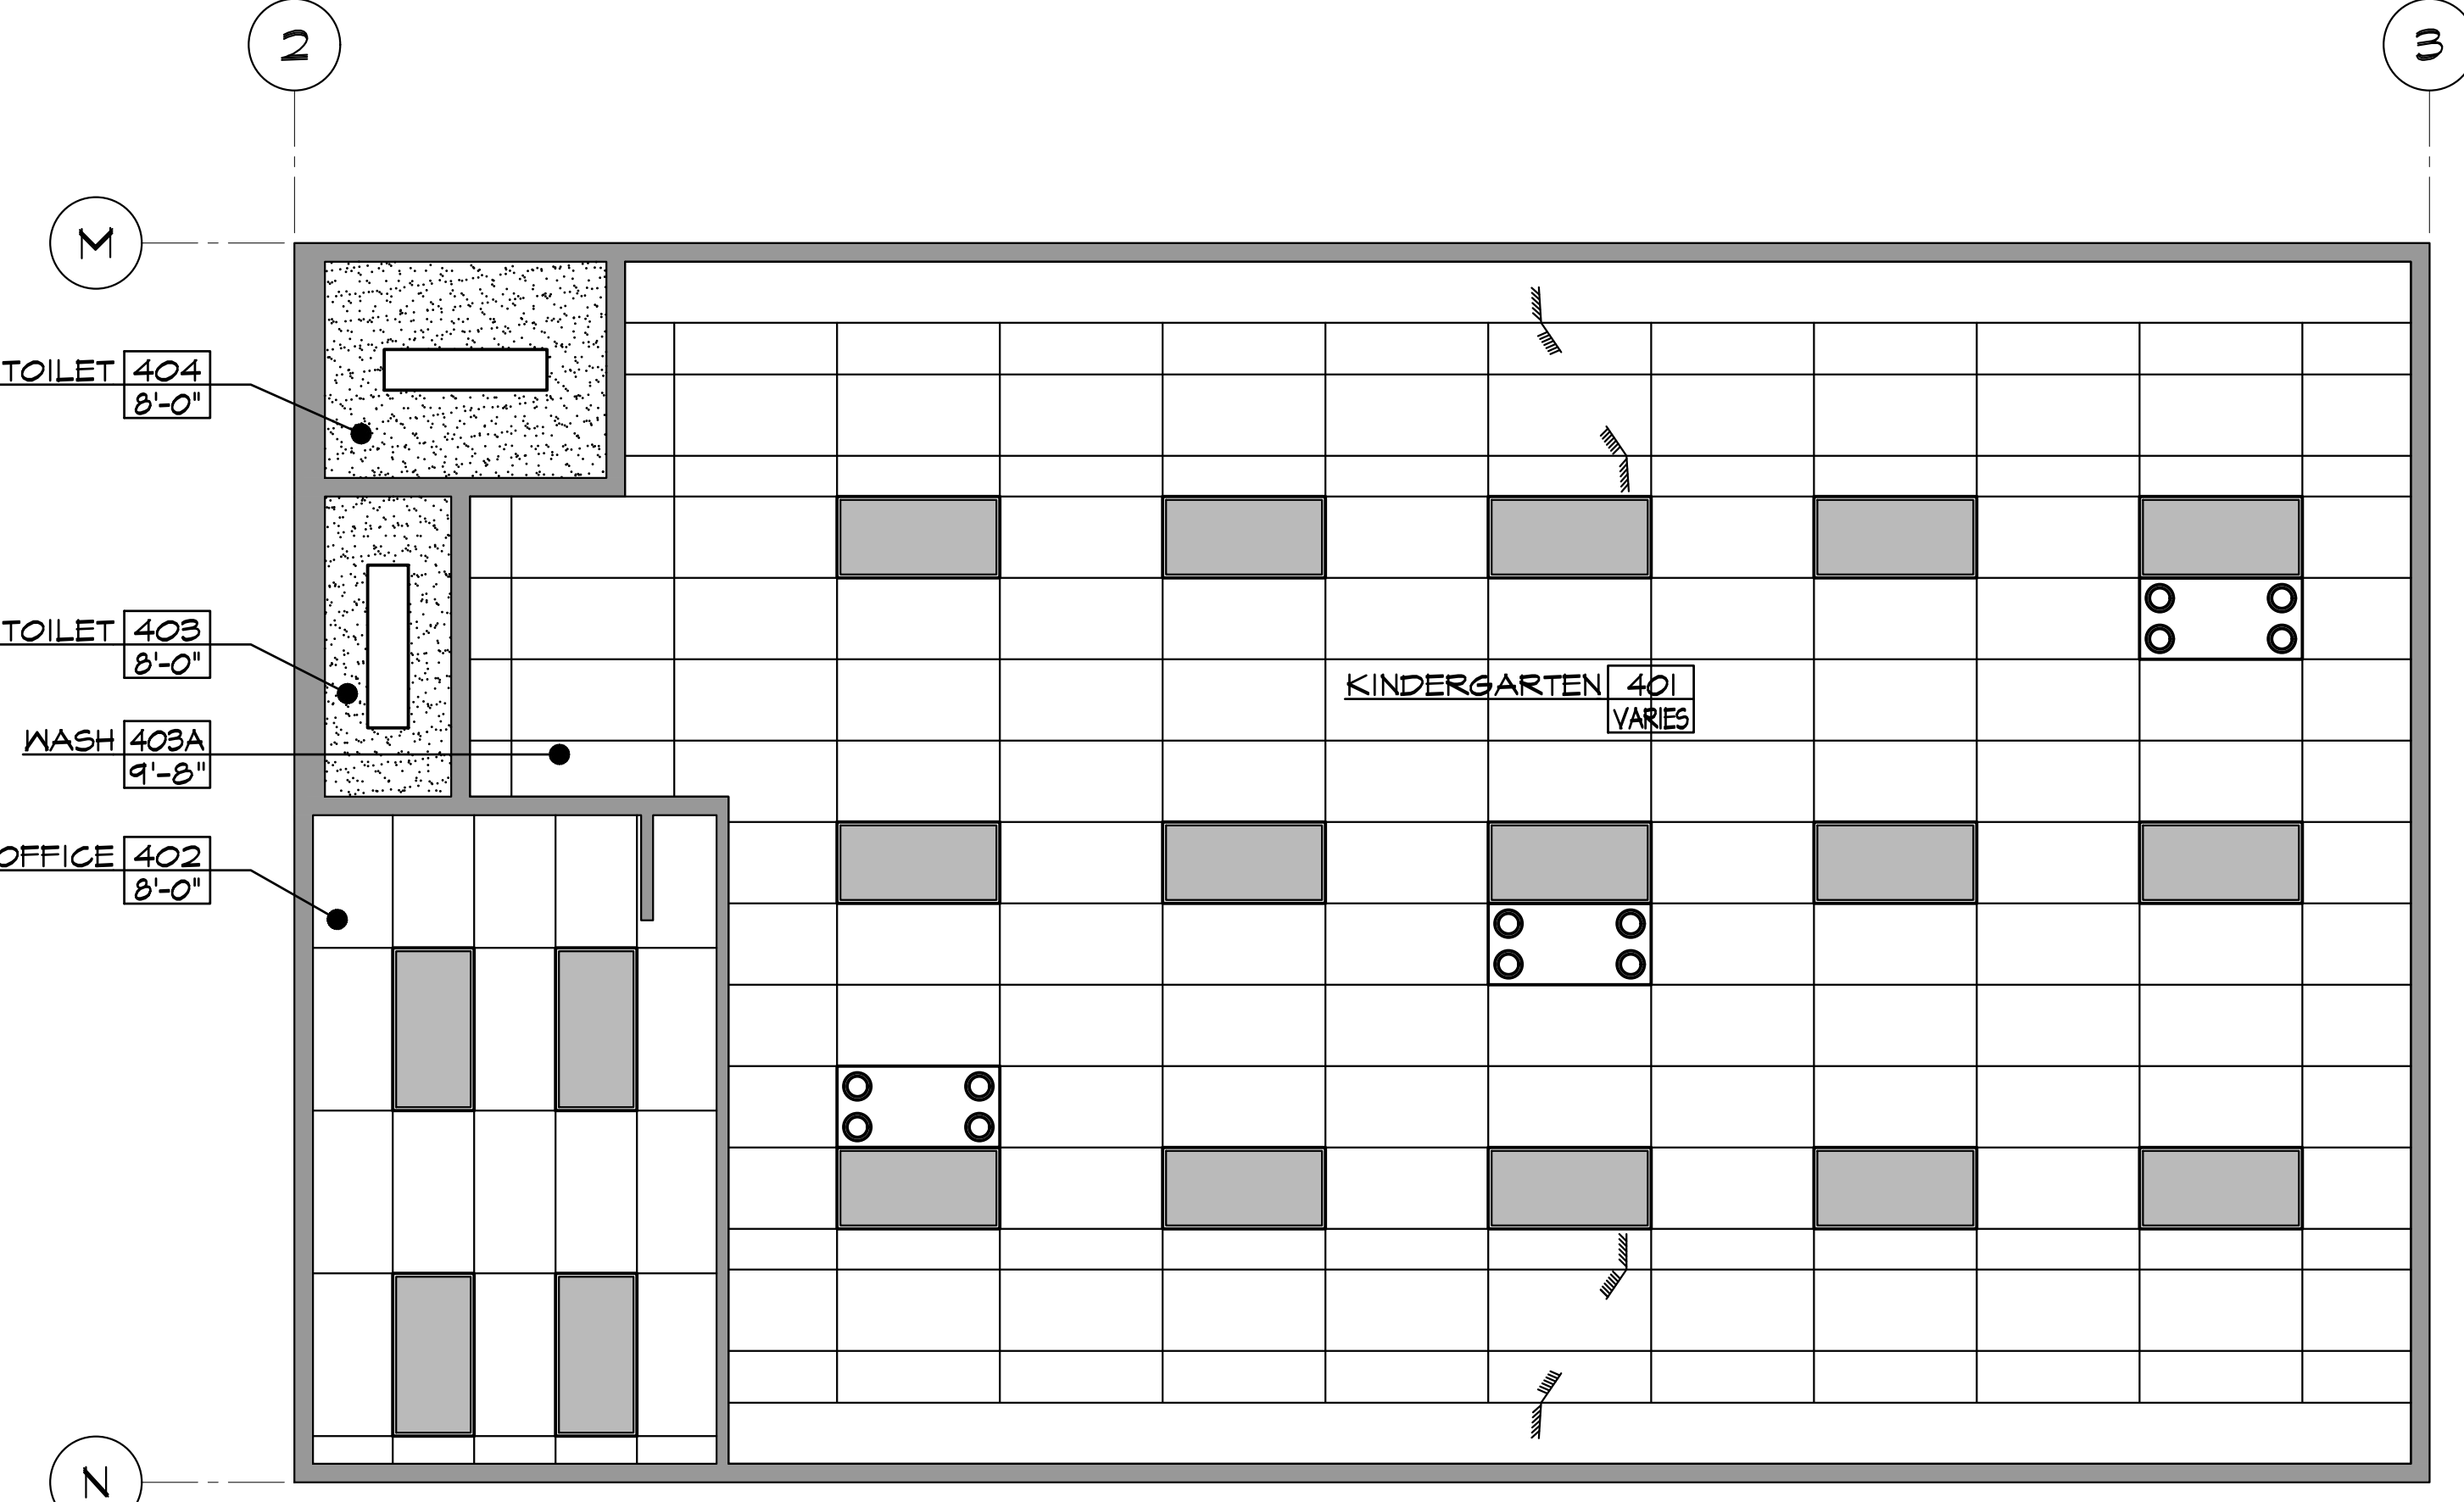 2
3
M
TOILET 404
8'-0"
TOILET 403
8'-0"
KINDERGARTEN 401
VARIES
WASH 403A
9'-8"
OFFICE 402
8'-0"
N